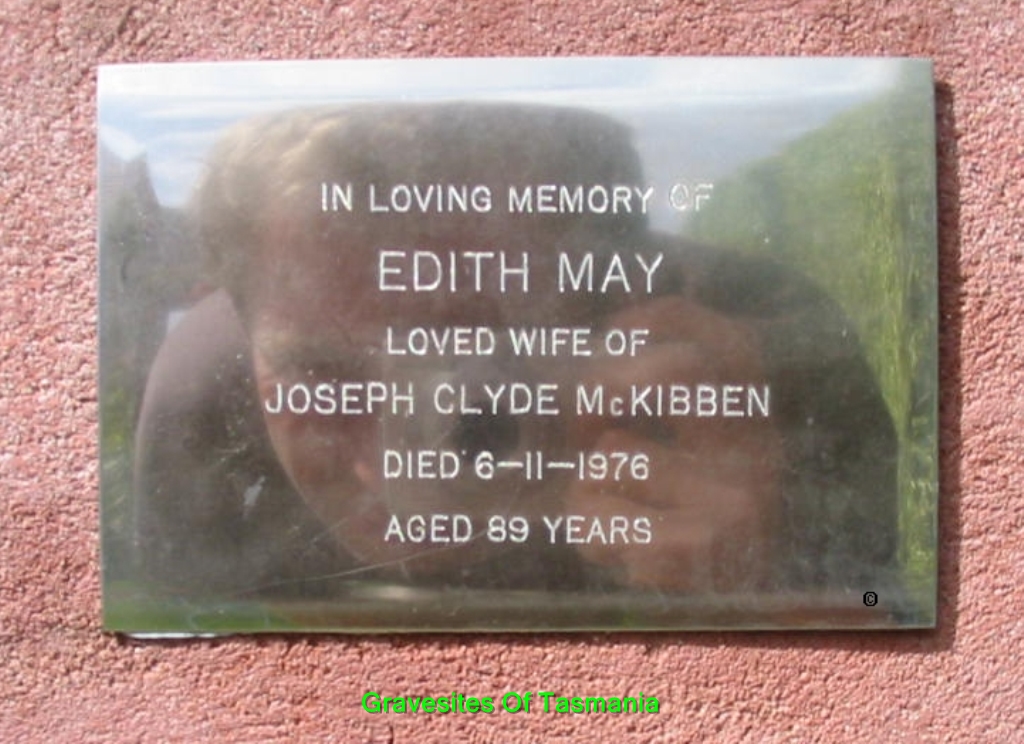 IN LOVING MEMORY OF
EDITH MAY
LOVED WIFE OF
JOSEPH CLYDE McKIBBEN
DIED 6-11-1976
AGED 89 YEARS
©
Gravesites Of Tasmania